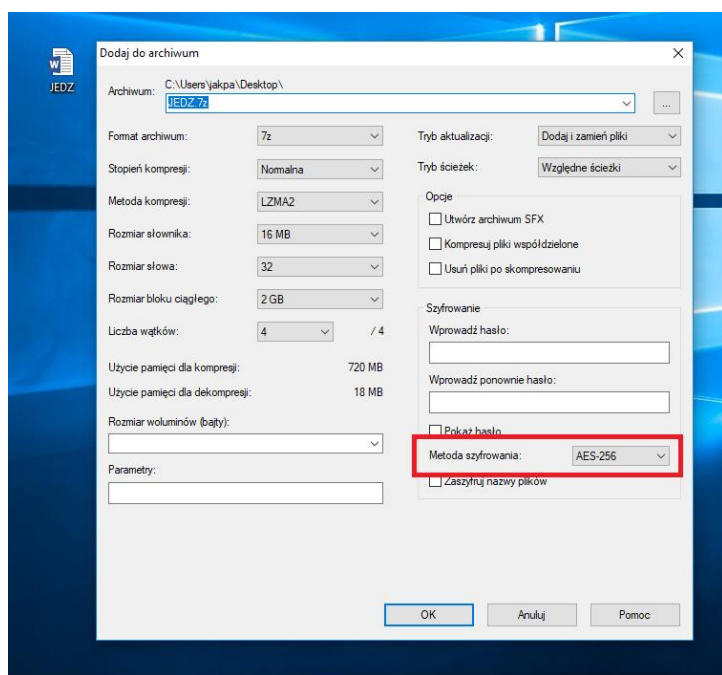 JEDZ
Dodaj do archiwum
Archiwum: C:\Users\jakpa\Desktop\
JEDZ.7z
...
Format archiwum: 7z
Stopień kompresji: Normalna
Metoda kompresji: LZMA2
Rozmiar słownika: 16 MB
Rozmiar słowa: 32
Rozmiar bloku ciągłego: 2 GB
Liczba wątków: 4 / 4
Użycie pamięci dla kompresji: 720 MB
Użycie pamięci dla dekompresji: 18 MB
Rozmiar woluminów (bajty):
Parametry:
Tryb aktualizacji: Dodaj i zamień pliki
Tryb ścieżek: Względne ścieżki
Opcje
Utwórz archiwum SFX
Kompresuj pliki współdzielone
Usuń pliki po skompresowaniu
Szyfrowanie
Wprowadź hasło:
Wprowadź ponownie hasło:
Pokaż hasło
Metoda szyfrowania: AES-256
Zaszyfruj nazwy plików
OK Anuluj Pomoc